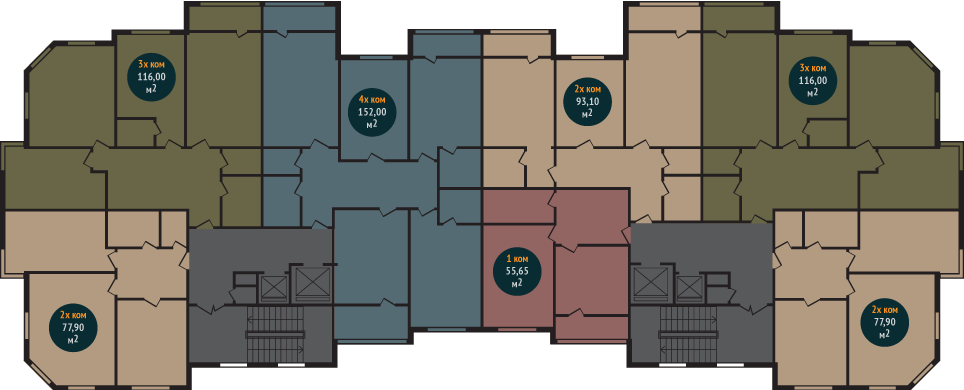 3х ком
116,00
м2
4х ком
152,00
м2
2х ком
93,10
м2
3х ком
116,00
м2
1 ком
55,65
м2
2х ком
77,90
м2
2х ком
77,90
м2